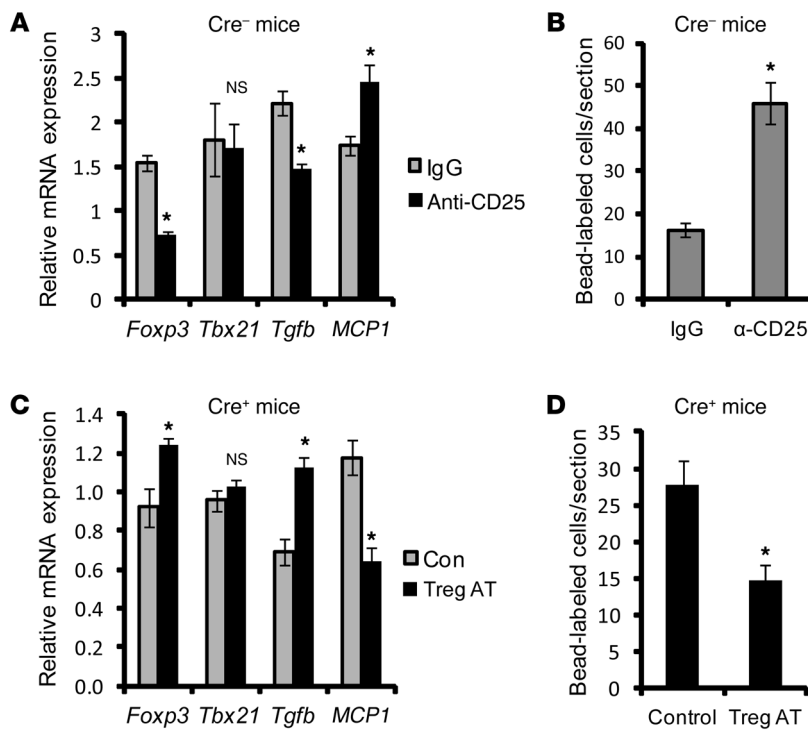 A
Cre⁻ mice
Relative mRNA expression
3
2.5
2
1.5
1
0.5
0
*
NS
*
*
IgG
Anti-CD25
Foxp3 Tbx21 Tgfb MCP1
B
Cre⁻ mice
Bead-labeled cells/section
60
50
40
30
20
10
0
*
IgG α-CD25
C
Cre⁺ mice
Relative mRNA expression
1.4
1.2
1.0
0.8
0.6
0.4
0.2
0.0
*
NS
*
*
Con
Treg AT
Foxp3 Tbx21 Tgfb MCP1
D
Cre⁺ mice
Bead-labeled cells/section
35
30
25
20
15
10
5
0
*
Control Treg AT